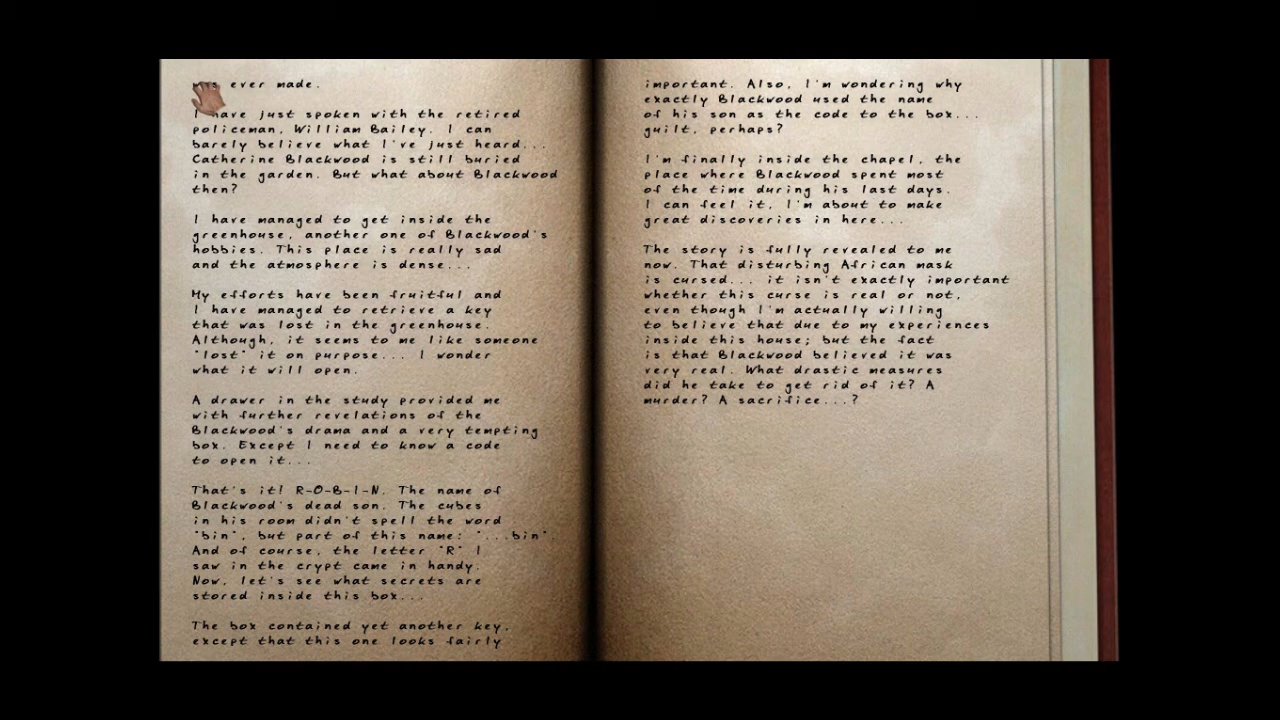 ever made.
I have just spoken with the retired
policeman, William Bailey. I can
barely believe what I've just heard...
Catherine Blackwood is still buried
in the garden. But what about Blackwood
then?
I have managed to get inside the
greenhouse, another one of Blackwood's
hobbies. This place is really sad
and the atmosphere is dense...
My efforts have been fruitful and
I have managed to retrieve a key
that was lost in the greenhouse.
Although, it seems to me like someone
"lost" it on purpose... I wonder
what it will open.
A drawer in the study provided me
with further revelations of the
Blackwood's drama and a very tempting
box. Except I need to know a code
to open it...
That's it! R-O-B-I-N. The name of
Blackwood's dead son. The cubes
in his room didn't spell the word
"bin", but part of this name: "...bin".
And of course, the letter "R" I
saw in the crypt came in handy.
Now, let's see what secrets are
stored inside this box...
The box contained yet another key,
except that this one looks fairly
important. Also, I'm wondering why
exactly Blackwood used the name
of his son as the code to the box...
guilt, perhaps?
I'm finally inside the chapel, the
place where Blackwood spent most
of the time during his last days.
I can feel it, I'm about to make
great discoveries in here...
The story is fully revealed to me
now. That disturbing African mask
is cursed... it isn't exactly important
whether this curse is real or not,
even though I'm actually willing
to believe that due to my experiences
inside this house; but the fact
is that Blackwood believed it was
very real. What drastic measures
did he take to get rid of it? A
murder? A sacrifice...?